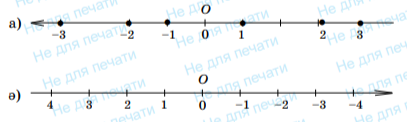 O
а) –3 –2 –1 0 1 2 3
O
ә) 4 3 2 1 0 –1 –2 –3 –4
Не для печати
Не для печати
Не для печати
Не для печати
Не для печати
Не для печати
Не для печати